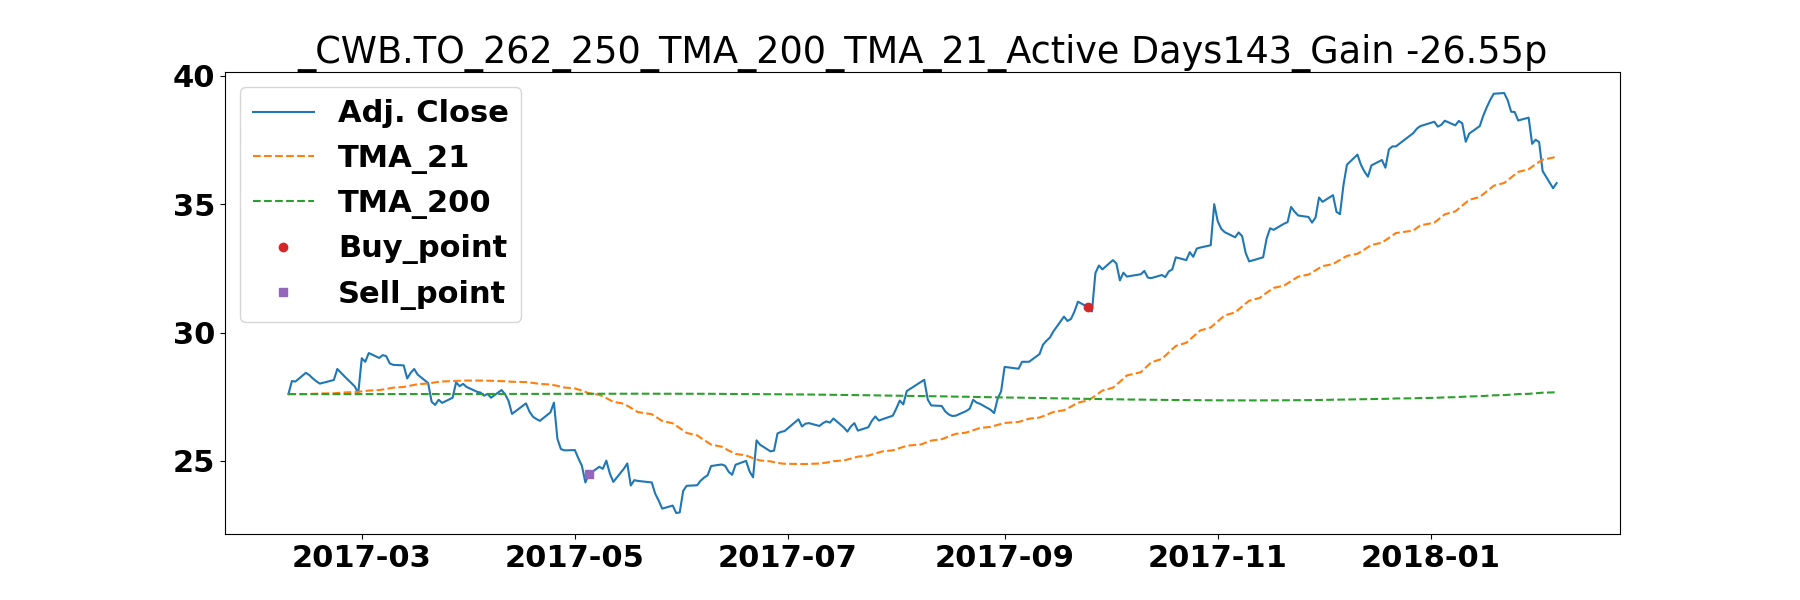 _CWB.TO_262_250_TMA_200_TMA_21_Active Days143_Gain -26.55p
40
35
30
25
Adj. Close
TMA_21
TMA_200
Buy_point
Sell_point
2017-03 2017-05 2017-07 2017-09 2017-11 2018-01